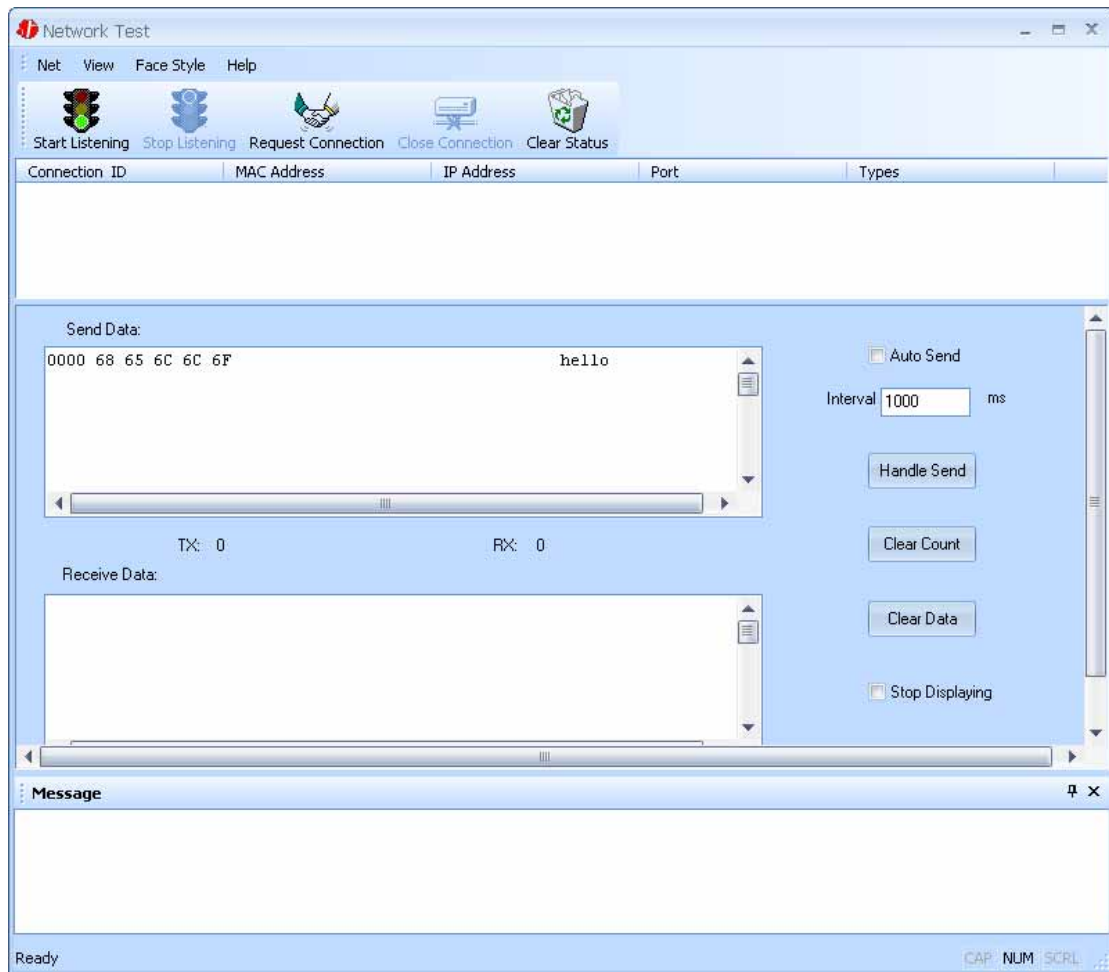 Network Test
Net View Face Style Help
Start Listening Stop Listening Request Connection Close Connection Clear Status
Connection ID MAC Address IP Address Port Types
Send Data:
0000 68 65 6C 6C 6F hello
Auto Send
Interval 1000 ms
Handle Send
TX: 0 RX: 0
Clear Count
Receive Data:
Clear Data
Stop Displaying
Message
Ready CAP NUM SCRL